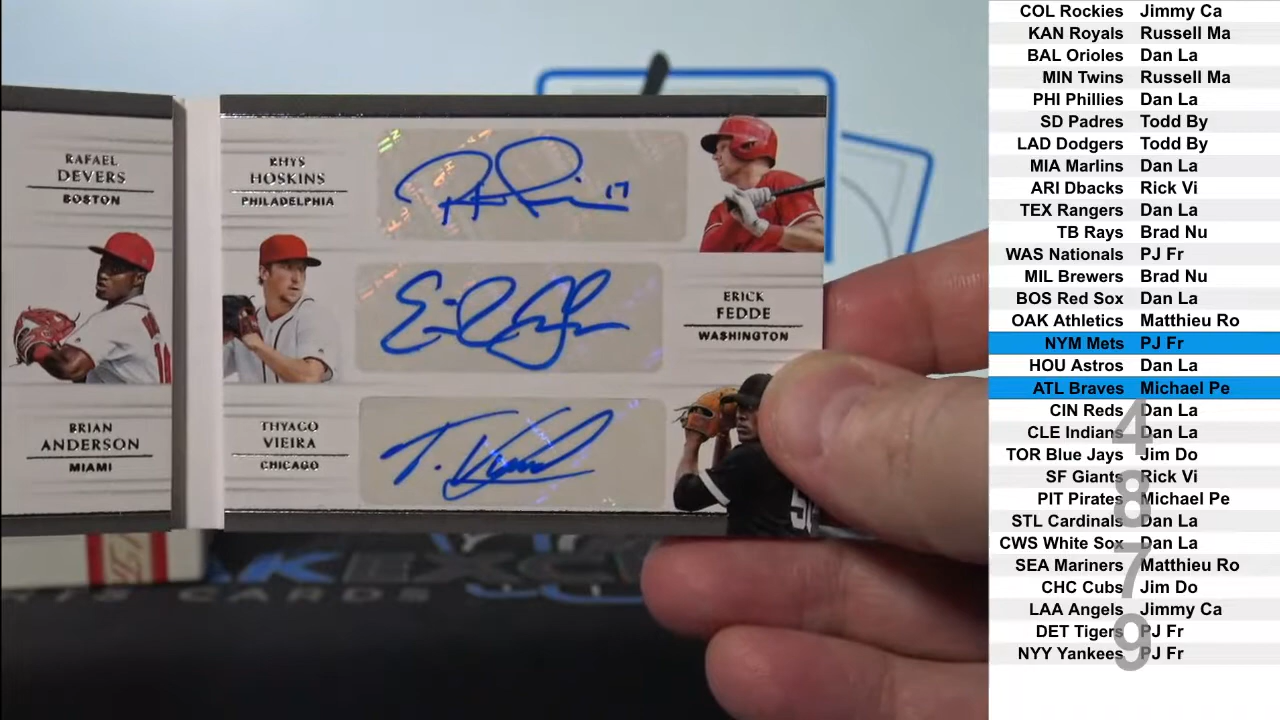 RAFAEL
DEVERS
BOSTON
BRIAN
ANDERSON
MIAMI
RHYS
HOSKINS
PHILADELPHIA
17
ERICK
FEDDE
WASHINGTON
THYAGO
VIEIRA
CHICAGO
T. Vieira
COL Rockies Jimmy Ca
KAN Royals Russell Ma
BAL Orioles Dan La
MIN Twins Russell Ma
PHI Phillies Dan La
SD Padres Todd By
LAD Dodgers Todd By
MIA Marlins Dan La
ARI Dbacks Rick Vi
TEX Rangers Dan La
TB Rays Brad Nu
WAS Nationals PJ Fr
MIL Brewers Brad Nu
BOS Red Sox Dan La
OAK Athletics Matthieu Ro
NYM Mets PJ Fr
HOU Astros Dan La
ATL Braves Michael Pe
CIN Reds Dan La
CLE Indians Dan La
TOR Blue Jays Jim Do
SF Giants Rick Vi
PIT Pirates Michael Pe
STL Cardinals Dan La
CWS White Sox Dan La
SEA Mariners Matthieu Ro
CHC Cubs Jim Do
LAA Angels Jimmy Ca
DET Tigers PJ Fr
NYY Yankees PJ Fr
4
8
7
9